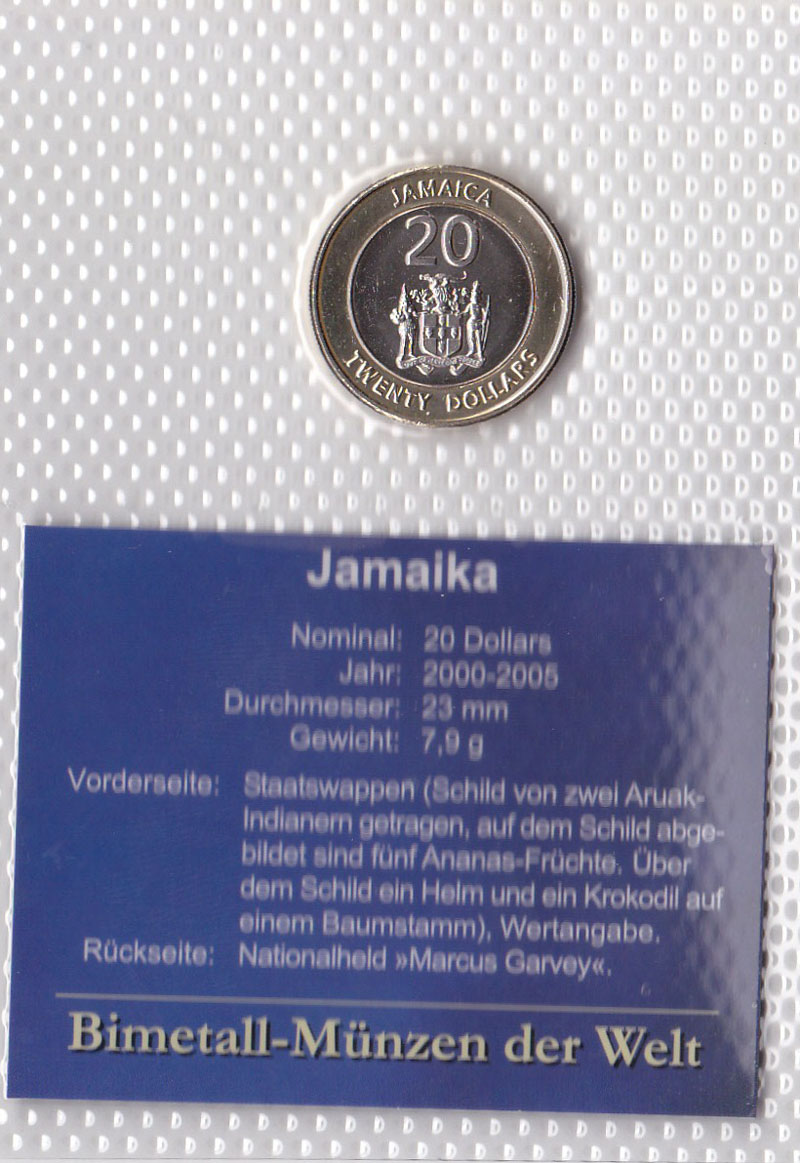 JAMAICA
20
TWENTY DOLLARS
Jamaika
Nominal: 20 Dollars
Jahr: 2000-2005
Durchmesser: 23 mm
Gewicht: 7,9 g
Vorderseite: Staatswappen (Schild von zwei Aruak-
Indianern getragen, auf dem Schild abge-
bildet sind fünf Ananas-Früchte. Über
dem Schild ein Helm und ein Krokodil auf
einem Baumstamm), Wertangabe.
Rückseite: Nationalheld »Marcus Garvey«.
Bimetall-Münzen der Welt